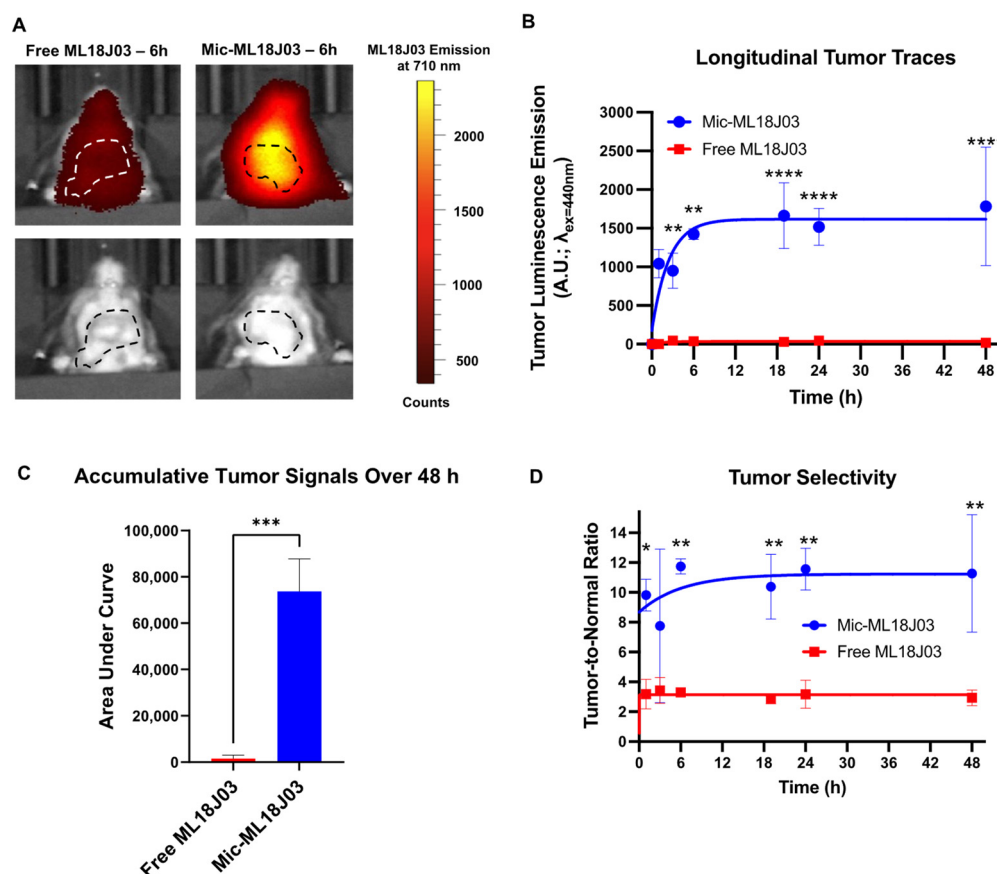 A
Free ML18J03 – 6h
Mic-ML18J03 – 6h
ML18J03 Emission
at 710 nm
2000
1500
1000
500
Counts
B
Longitudinal Tumor Traces
Tumor Luminescence Emission
(A.U.; λex=440nm)
3000
2500
2000
1500
1000
500
0
Mic-ML18J03
Free ML18J03
**
**
****
****
***
0 6 12 18 24 30 36 42 48
Time (h)
C
Accumulative Tumor Signals Over 48 h
Area Under Curve
100,000
80,000
60,000
40,000
20,000
0
***
Free ML18J03
Mic-ML18J03
D
Tumor Selectivity
Tumor-to-Normal Ratio
14
12
10
8
6
4
2
0
*
**
**
**
**
Mic-ML18J03
Free ML18J03
0 6 12 18 24 30 36 42 48
Time (h)